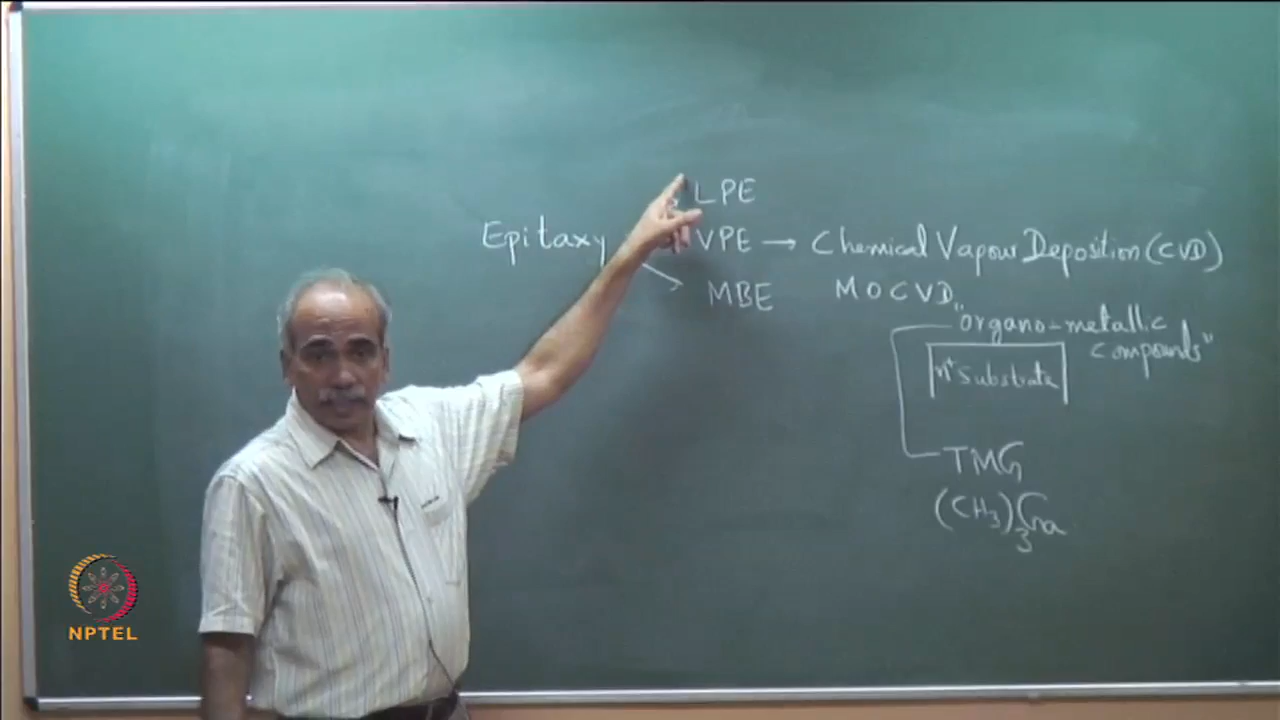 LPE
Epitaxy VPE → Chemical Vapour Deposition (CVD)
MBE MOCVD
"organo-metallic
compounds"
n+ Substrate
TMG
(CH3)3Ga
NPTEL